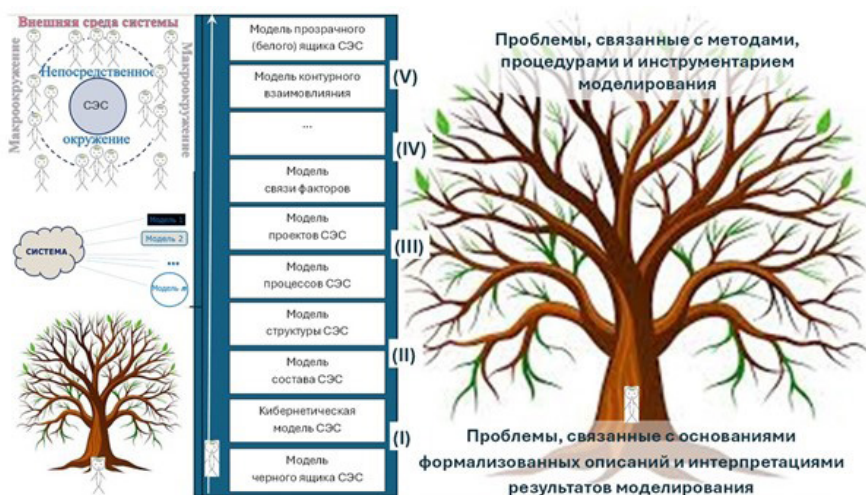 Внешняя среда системы
Макроокружение
Непосредственное
СЭС
окружение
Макроокружение
СИСТЕМА
Модель 1
Модель 2
...
Модель n
Модель прозрачного
(белого) ящика СЭС
Модель контурного
взаимовлияния
...
Модель
связи факторов
Модель
проектов СЭС
Модель
процессов СЭС
Модель
структуры СЭС
Модель
состава СЭС
Кибернетическая
модель СЭС
Модель
черного ящика СЭС
(V)
(IV)
(III)
(II)
(I)
Проблемы, связанные с методами,
процедурами и инструментарием
моделирования
Проблемы, связанные с основаниями
формализованных описаний и интерпретациями
результатов моделирования